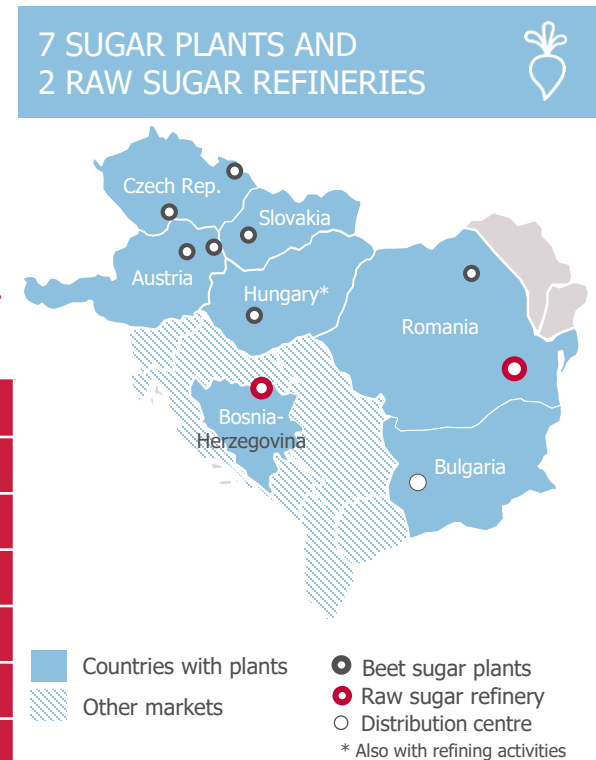 7 SUGAR PLANTS AND
2 RAW SUGAR REFINERIES
Czech Rep.
Slovakia
Austria
Hungary*
Romania
Bosnia-
Herzegovina
Bulgaria
Countries with plants
Other markets
Beet sugar plants
Raw sugar refinery
Distribution centre
* Also with refining activities